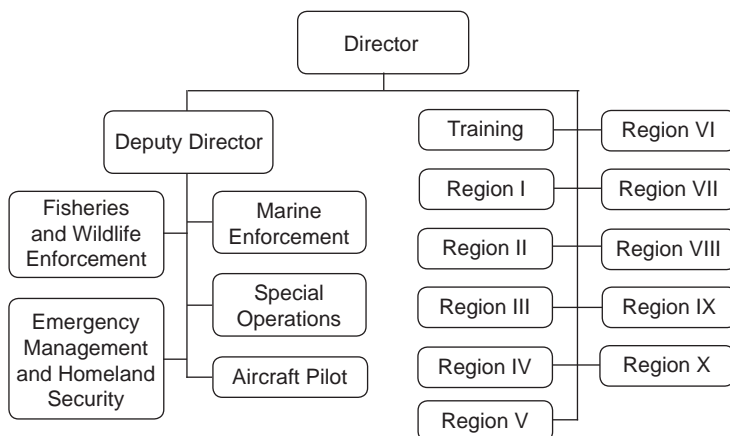 Director
Deputy Director
Fisheries
and Wildlife
Enforcement
Marine
Enforcement
Special
Operations
Emergency
Management
and Homeland
Security
Aircraft Pilot
Training
Region I
Region II
Region III
Region IV
Region V
Region VI
Region VII
Region VIII
Region IX
Region X